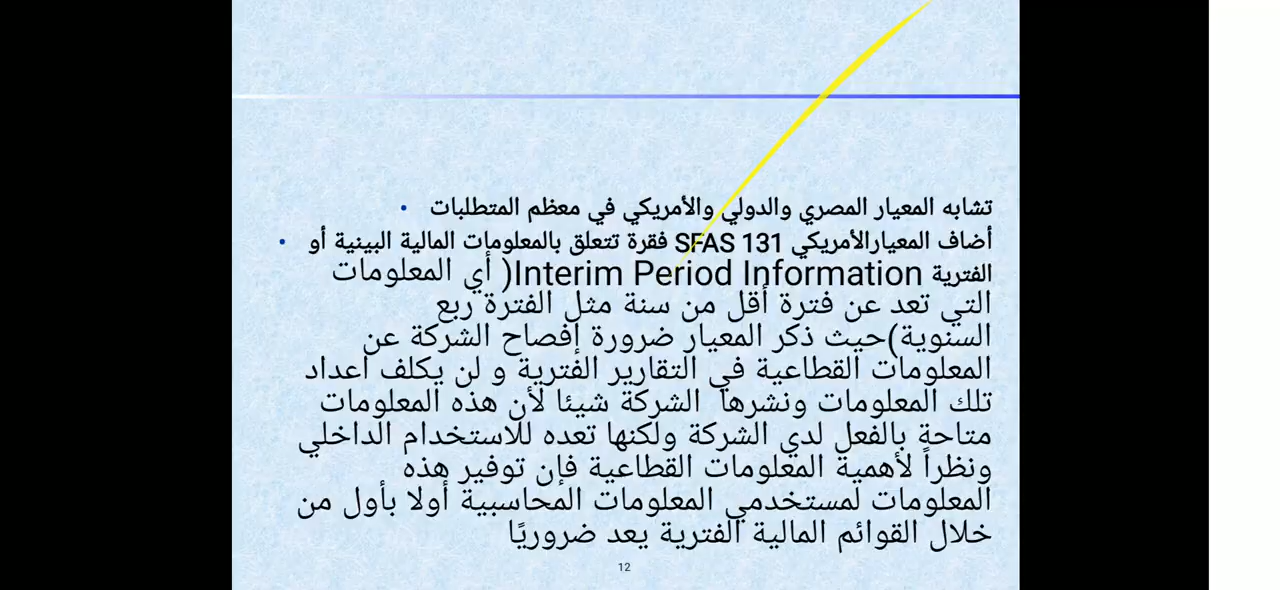 • تشابه المعيار المصري والدولي والأمريكي في معظم المتطلبات
• أضاف المعيارالأمريكي SFAS 131 فقرة تتعلق بالمعلومات المالية البينية أو
الفترية Interim Period Information( أي المعلومات
التي تعد عن فترة أقل من سنة مثل الفترة ربع
السنوية)حيث ذكر المعيار ضرورة إفصاح الشركة عن
المعلومات القطاعية في التقارير الفترية و لن يكلف اعداد
تلك المعلومات ونشرها الشركة شيئا لأن هذه المعلومات
متاحة بالفعل لدي الشركة ولكنها تعده للاستخدام الداخلي
ونظراً لأهمية المعلومات القطاعية فإن توفير هذه
المعلومات لمستخدمي المعلومات المحاسبية أولا بأول من
خلال القوائم المالية الفترية يعد ضروريًا
12